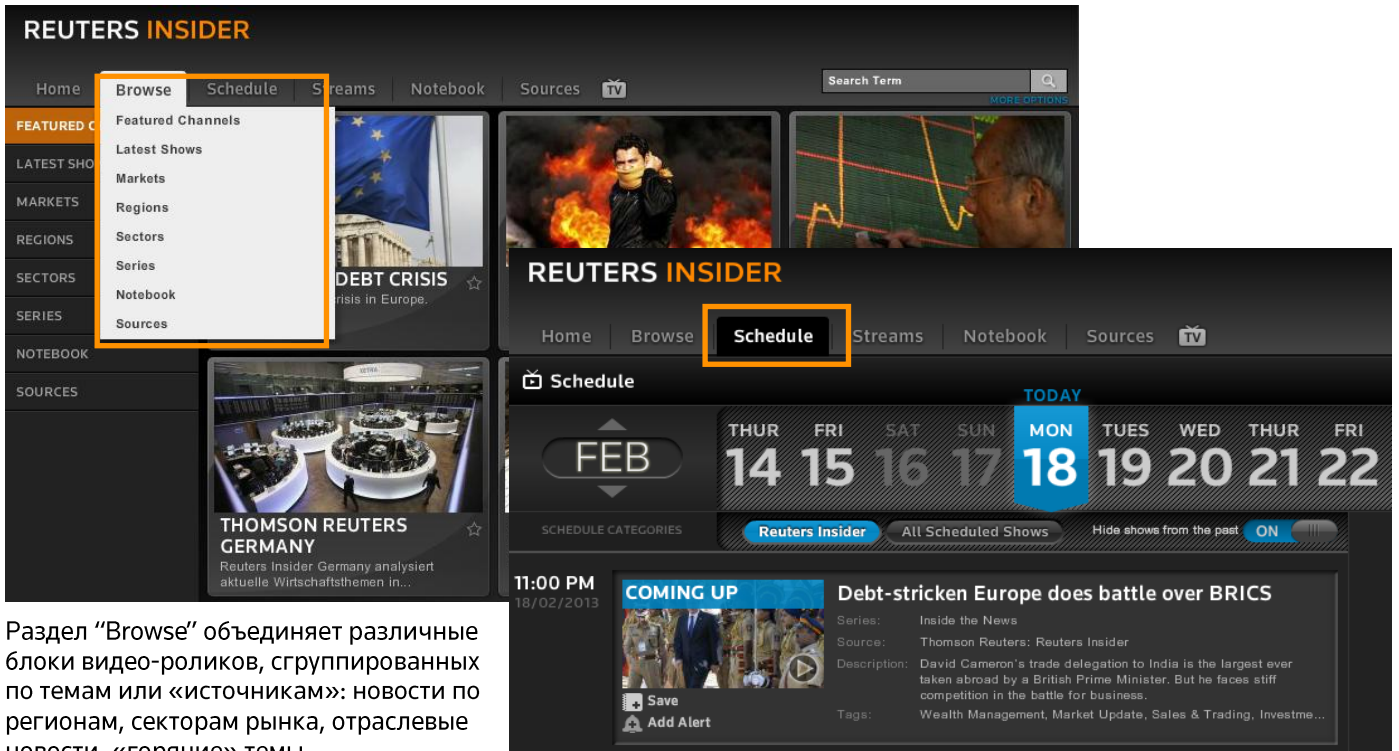 REUTERS INSIDER
Home Browse Schedule Streams Notebook Sources TV
Search Term
MORE OPTIONS
FEATURED C
LATEST SHO
MARKETS
REGIONS
SECTORS
SERIES
NOTEBOOK
SOURCES
Featured Channels
Latest Shows
Markets
Regions
Sectors
Series
Notebook
Sources
DEBT CRISIS
risis in Europe.
XETRA
THOMSON REUTERS
GERMANY
Reuters Insider Germany analysiert
aktuelle Wirtschaftsthemen in...
REUTERS INSIDER
Home Browse Schedule Streams Notebook Sources TV
Schedule
TODAY
FEB
THUR FRI SAT SUN MON TUES WED THUR FRI
14 15 16 17 18 19 20 21 22
SCHEDULE CATEGORIES Reuters Insider All Scheduled Shows Hide shows from the past ON
11:00 PM
18/02/2013
COMING UP
Save
Add Alert
Debt-stricken Europe does battle over BRICS
Series: Inside the News
Source: Thomson Reuters: Reuters Insider
Description: David Cameron's trade delegation to India is the largest ever
taken abroad by a British Prime Minister. But he faces stiff
competition in the battle for business.
Tags: Wealth Management, Market Update, Sales & Trading, Investme...
Раздел “Browse” объединяет различные
блоки видео-роликов, сгруппированных
по темам или «источникам»: новости по
регионам, секторам рынка, отраслевые
новости, «горячие» темы